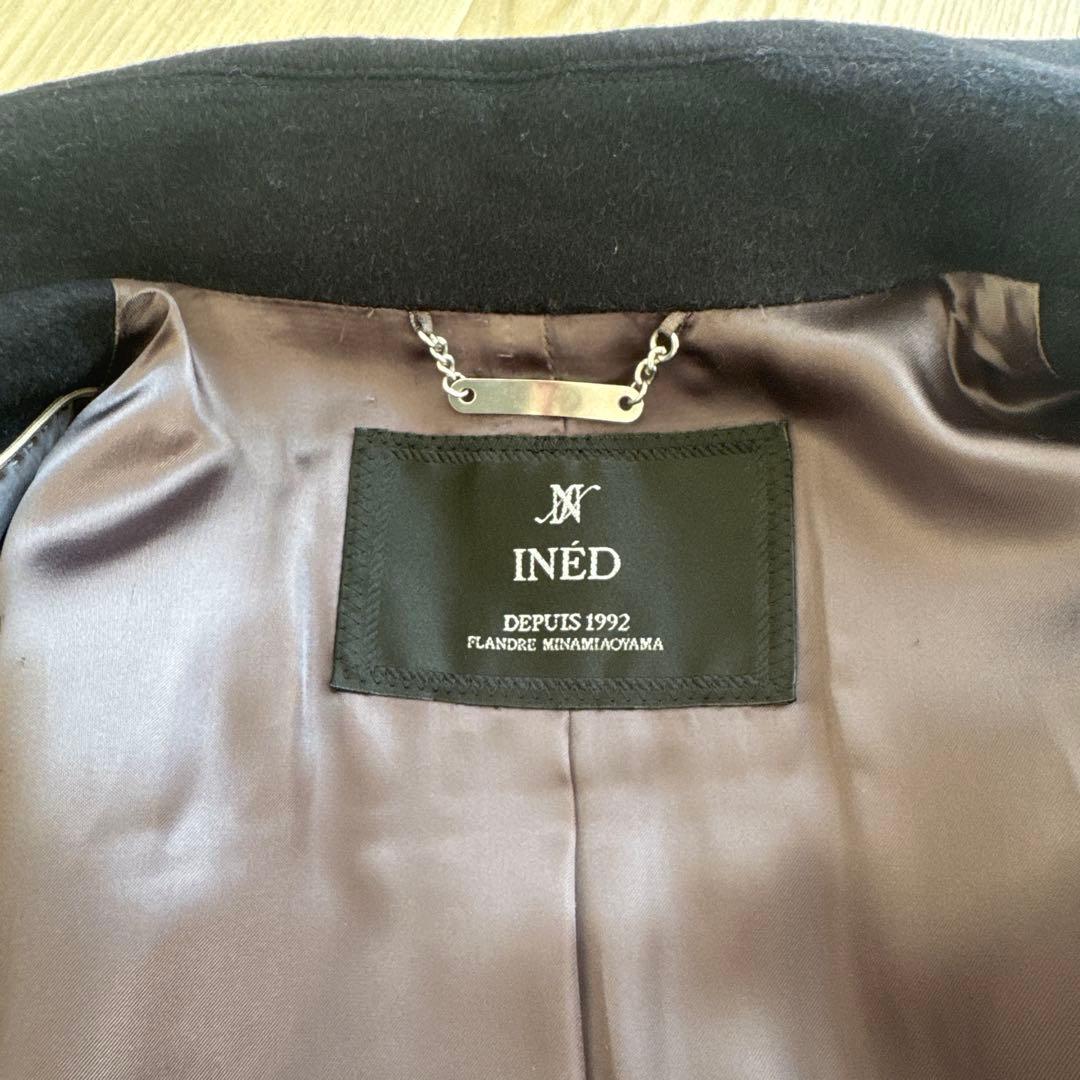 INÉD
DEPUIS 1992
FLANDRE MINAMIAOYAMA